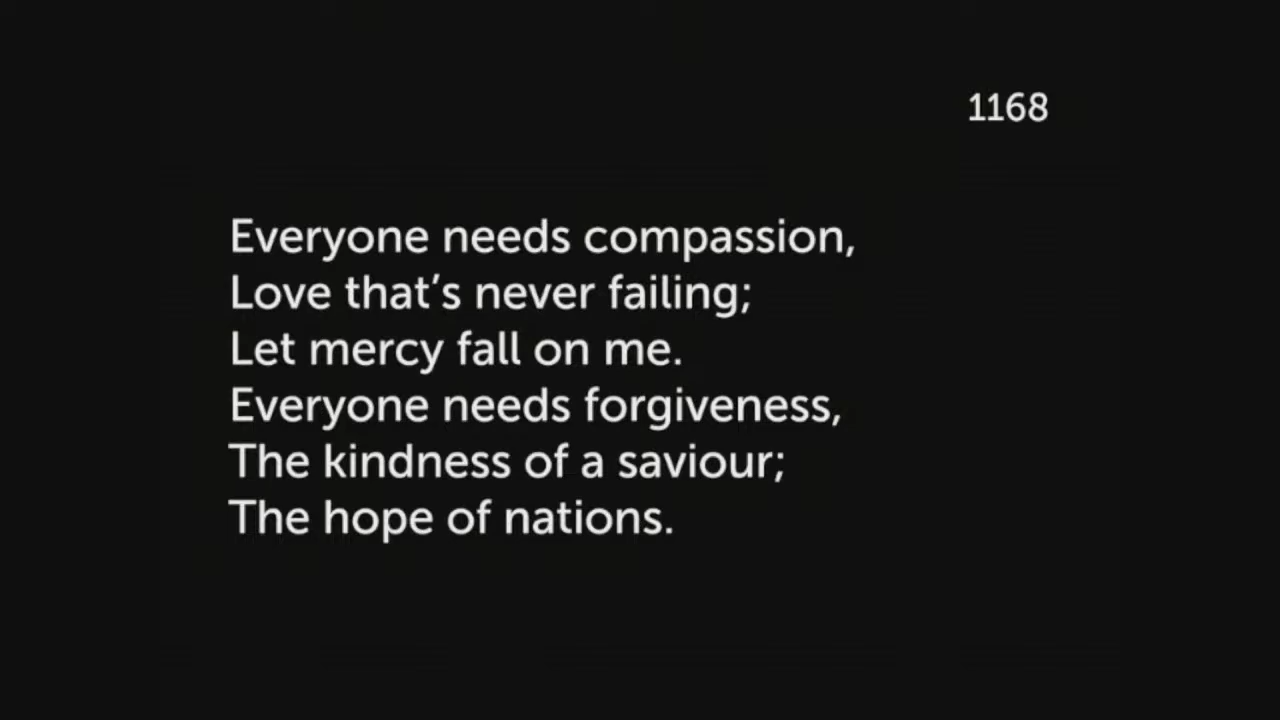 1168
Everyone needs compassion,
Love that's never failing;
Let mercy fall on me.
Everyone needs forgiveness,
The kindness of a saviour;
The hope of nations.